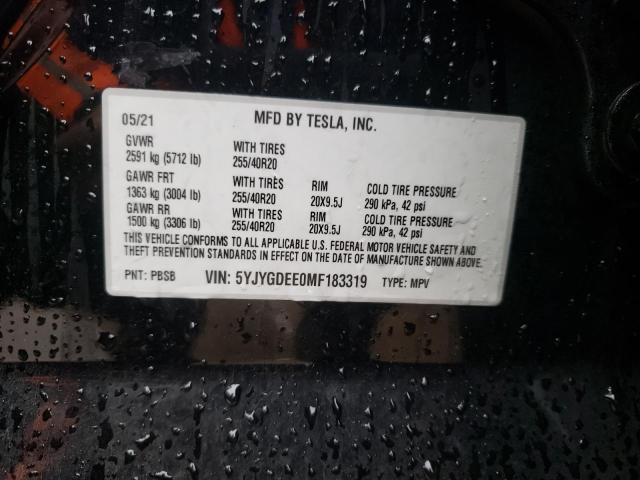 05/21 MFD BY TESLA, INC.
GVWR WITH TIRES
2591 kg (5712 lb) 255/40R20
GAWR FRT WITH TIRES RIM COLD TIRE PRESSURE
1363 kg (3004 lb) 255/40R20 20X9.5J 290 kPa, 42 psi
GAWR RR WITH TIRES RIM COLD TIRE PRESSURE
1500 kg (3306 lb) 255/40R20 20X9.5J 290 kPa, 42 psi
THIS VEHICLE CONFORMS TO ALL APPLICABLE U.S. FEDERAL MOTOR VEHICLE SAFETY AND
THEFT PREVENTION STANDARDS IN EFFECT ON THE DATE OF MANUFACTURE SHOWN ABOVE.
PNT: PBSB VIN: 5YJYGDEE0MF183319 TYPE: MPV